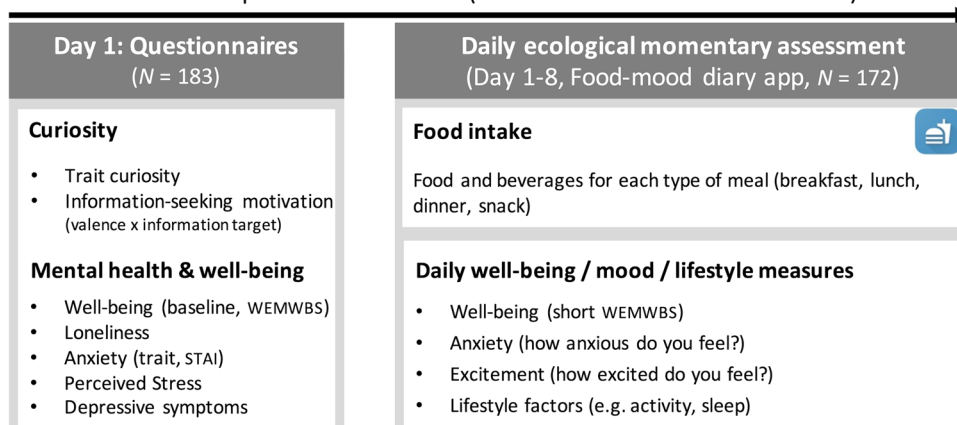 Day 1: Questionnaires
(N = 183)
Curiosity
• Trait curiosity
• Information-seeking motivation
(valence x information target)
Mental health & well-being
• Well-being (baseline, WEMWBS)
• Loneliness
• Anxiety (trait, STAI)
• Perceived Stress
• Depressive symptoms
Daily ecological momentary assessment
(Day 1-8, Food-mood diary app, N = 172)
Food intake
Food and beverages for each type of meal (breakfast, lunch,
dinner, snack)
Daily well-being / mood / lifestyle measures
• Well-being (short WEMWBS)
• Anxiety (how anxious do you feel?)
• Excitement (how excited do you feel?)
• Lifestyle factors (e.g. activity, sleep)